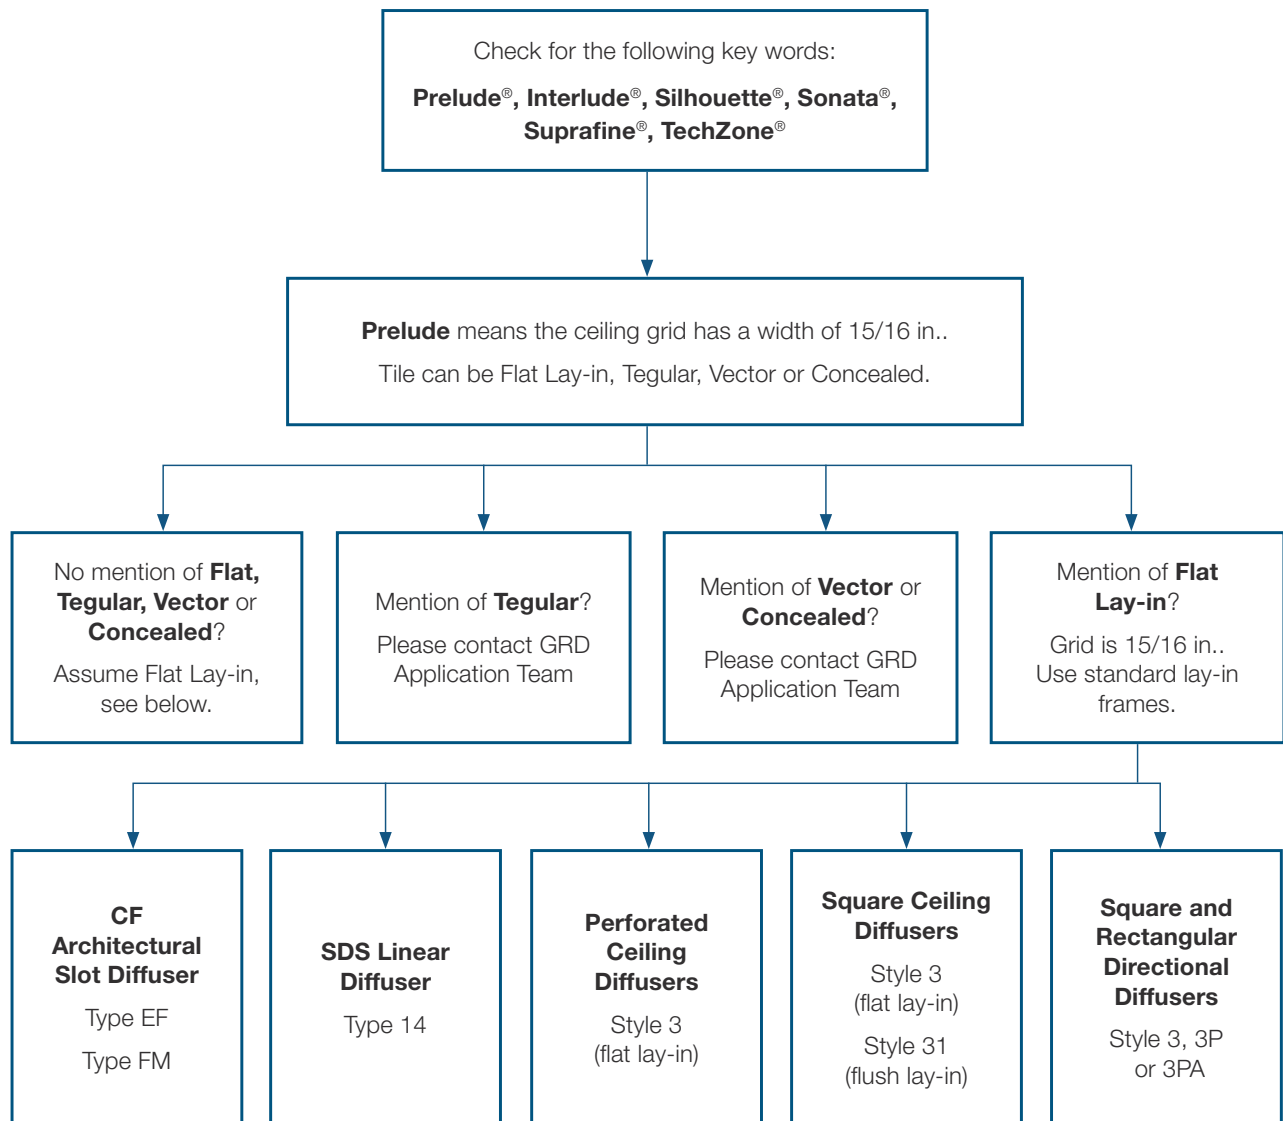 Check for the following key words:
Prelude®, Interlude®, Silhouette®, Sonata®,
Suprafine®, TechZone®
Prelude means the ceiling grid has a width of 15/16 in..
Tile can be Flat Lay-in, Tegular, Vector or Concealed.
No mention of Flat,
Tegular, Vector or
Concealed?
Assume Flat Lay-in,
see below.
Mention of Tegular?
Please contact GRD
Application Team
Mention of Vector or
Concealed?
Please contact GRD
Application Team
Mention of Flat
Lay-in?
Grid is 15/16 in..
Use standard lay-in
frames.
CF
Architectural
Slot Diffuser
Type EF
Type FM
SDS Linear
Diffuser
Type 14
Perforated
Ceiling
Diffusers
Style 3
(flat lay-in)
Square Ceiling
Diffusers
Style 3
(flat lay-in)
Style 31
(flush lay-in)
Square and
Rectangular
Directional
Diffusers
Style 3, 3P
or 3PA